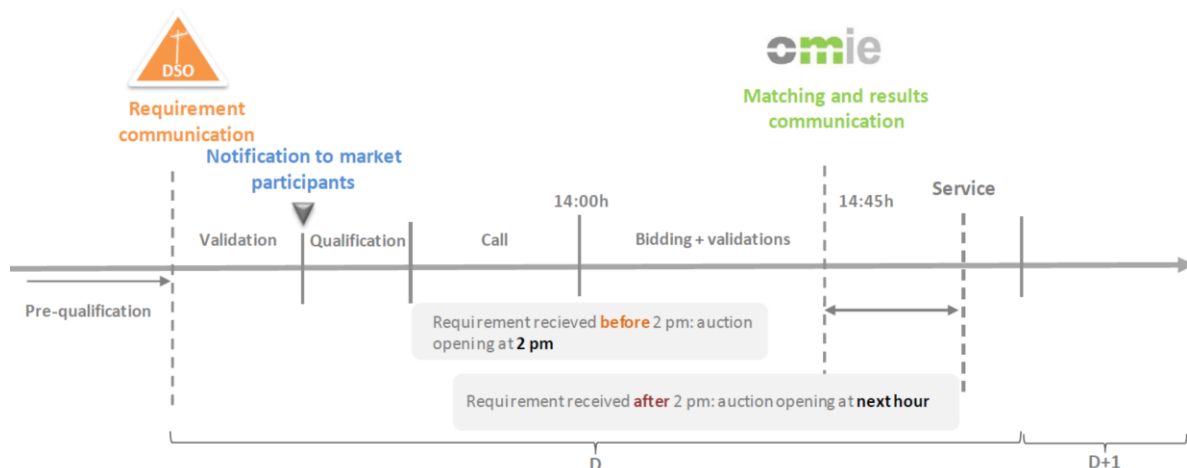 DSO
Requirement
communication
omie
Matching and results
communication
Notification to market
participants
14:00h
14:45h
Service
Validation
Qualification
Call
Bidding + validations
Pre-qualification
Requirement recieved before 2 pm: auction
opening at 2 pm
Requirement received after 2 pm: auction opening at next hour
D
D+1